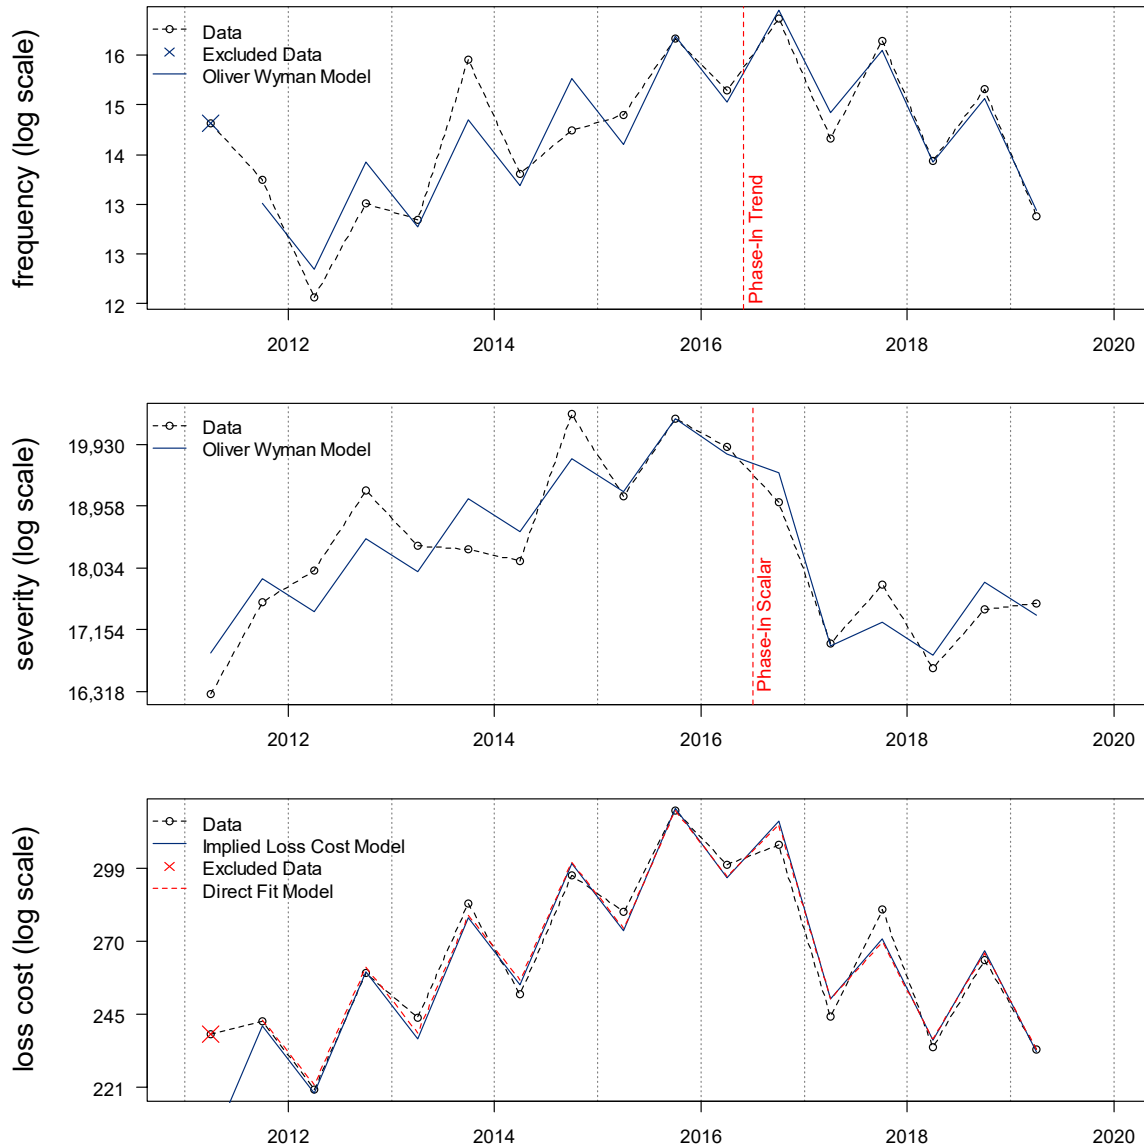 frequency (log scale)
Data
Excluded Data
Oliver Wyman Model
16
15
14
13
13
12
Phase-In Trend
2012
2014
2016
2018
2020
severity (log scale)
Data
Oliver Wyman Model
19,930
18,958
18,034
17,154
16,318
Phase-In Scalar
2012
2014
2016
2018
2020
loss cost (log scale)
Data
Implied Loss Cost Model
Excluded Data
Direct Fit Model
299
270
245
221
2012
2014
2016
2018
2020